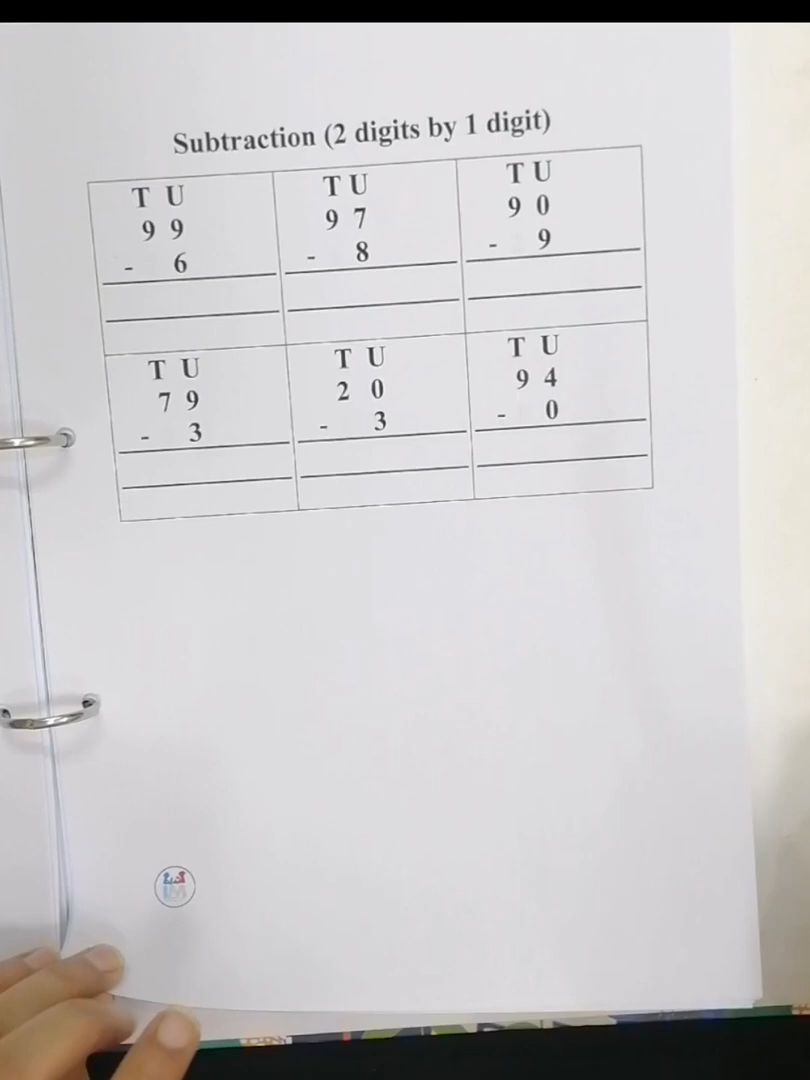 Subtraction (2 digits by 1 digit)
T U
9 9
- 6
T U
9 7
- 8
T U
9 0
- 9
T U
7 9
- 3
T U
2 0
- 3
T U
9 4
- 0